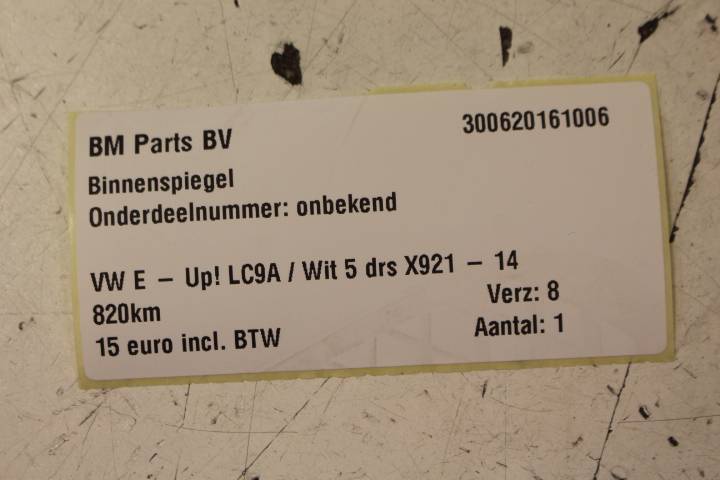 BM Parts BV 300620161006
Binnenspiegel
Onderdeelnummer: onbekend
VW E – Up! LC9A / Wit 5 drs X921 – 14
820km Verz: 8
15 euro incl. BTW Aantal: 1